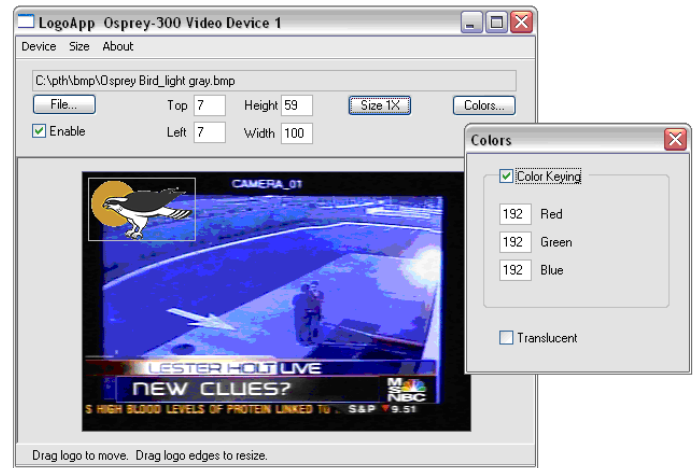 LogoApp Osprey-300 Video Device 1
Device Size About
C:\pth\bmp\Osprey Bird_light gray.bmp
File... Top 7 Height 59 Size 1X Colors...
Enable Left 7 Width 100
Colors
Color Keying
192 Red
192 Green
192 Blue
Translucent
CAMERA_01
LESTER HOLT LIVE
NEW CLUES?
MSNBC
S HIGH BLOOD LEVELS OF PROTEIN LINKED TO . S&P ▼9.51
Drag logo to move. Drag logo edges to resize.